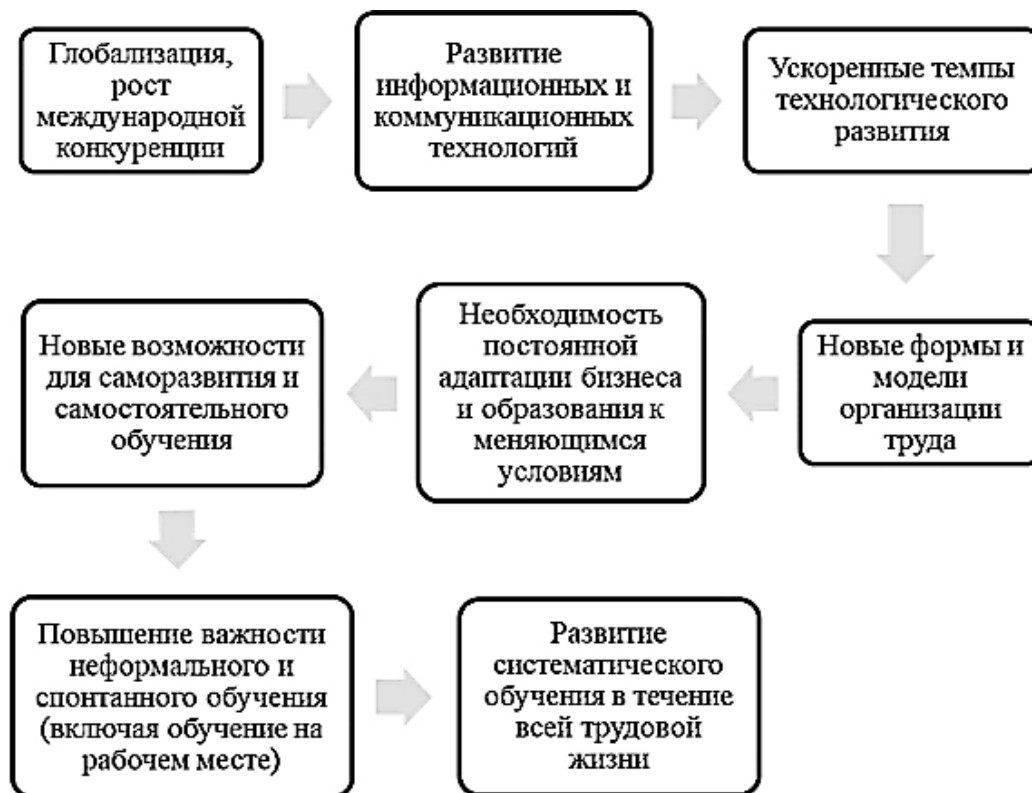 Глобализация,
рост
международной
конкуренции
Развитие
информационных и
коммуникационных
технологий
Ускоренные темпы
технологического
развития
Новые формы и
модели
организации
труда
Необходимость
постоянной
адаптации бизнеса
и образования к
меняющимся
условиям
Новые возможности
для саморазвития и
самостоятельного
обучения
Повышение важности
неформального и
спонтанного обучения
(включая обучение на
рабочем месте)
Развитие
систематического
обучения в течение
всей трудовой
жизни